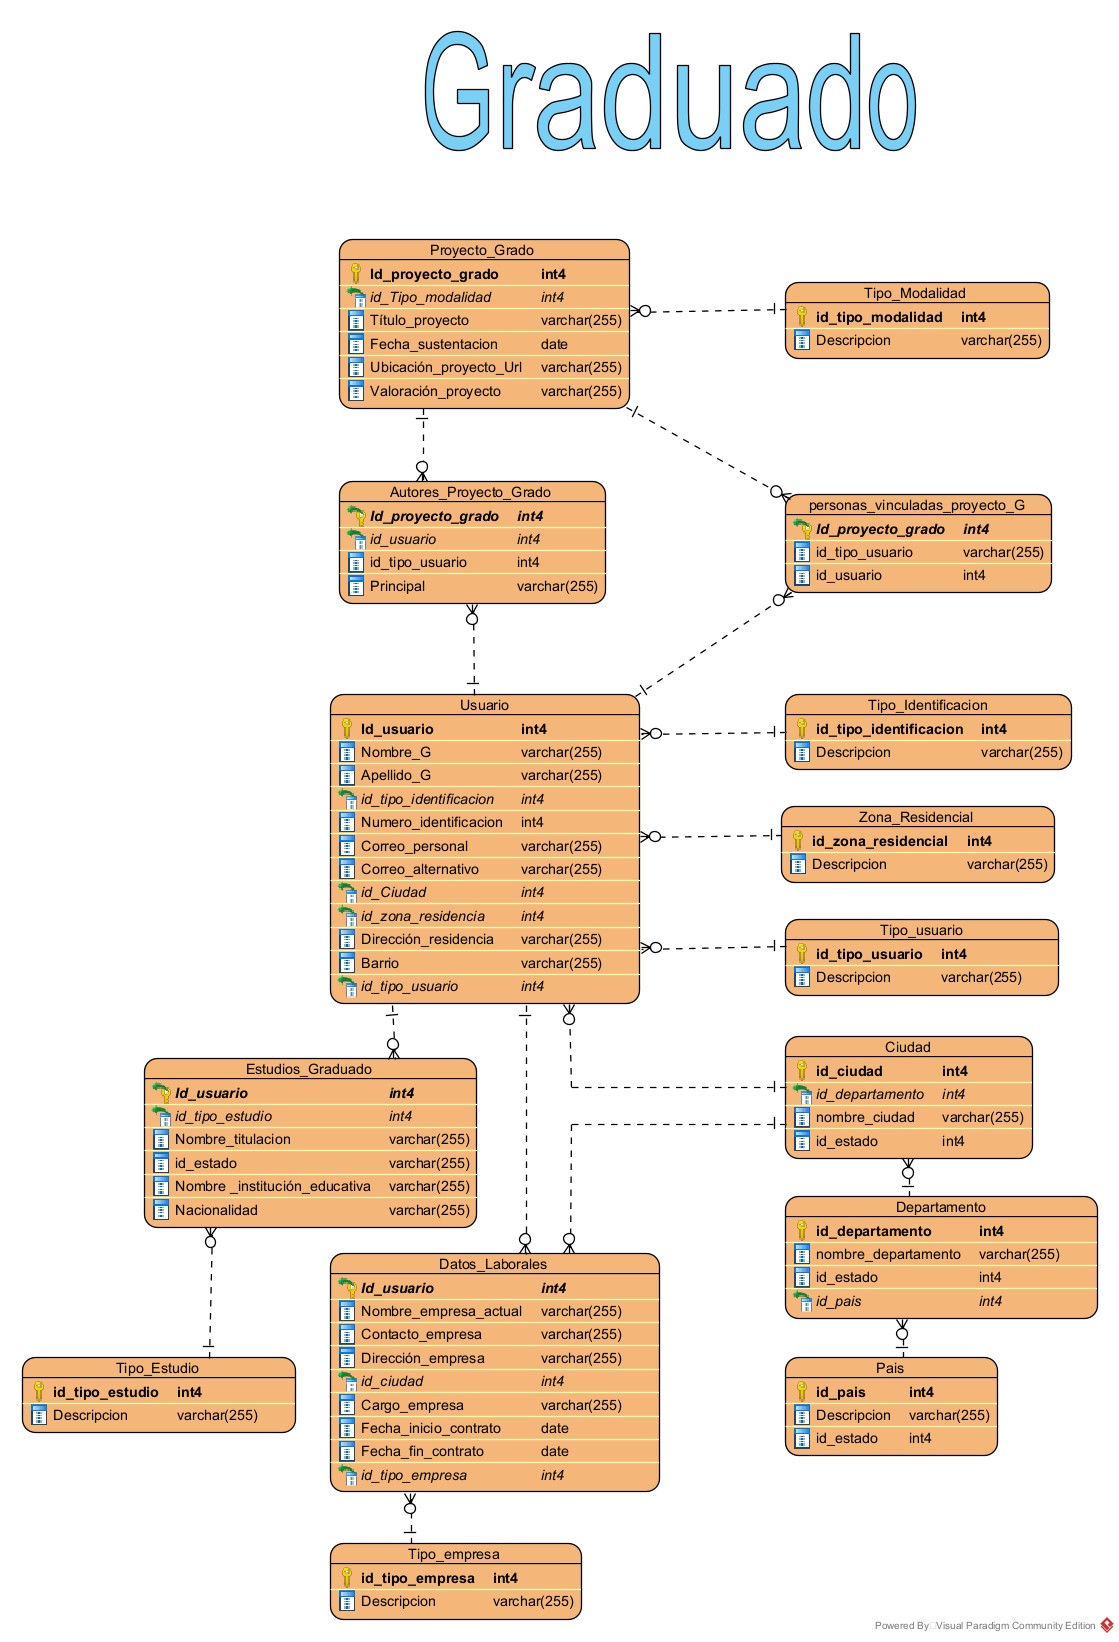 Graduado
Proyecto_Grado
Id_proyecto_grado int4
id_Tipo_modalidad int4
Título_proyecto varchar(255)
Fecha_sustentacion date
Ubicación_proyecto_Url varchar(255)
Valoración_proyecto varchar(255)
Tipo_Modalidad
id_tipo_modalidad int4
Descripcion varchar(255)
Autores_Proyecto_Grado
Id_proyecto_grado int4
id_usuario int4
id_tipo_usuario int4
Principal varchar(255)
personas_vinculadas_proyecto_G
Id_proyecto_grado int4
id_tipo_usuario varchar(255)
id_usuario int4
Usuario
Id_usuario int4
Nombre_G varchar(255)
Apellido_G varchar(255)
id_tipo_identificacion int4
Numero_identificacion int4
Correo_personal varchar(255)
Correo_alternativo varchar(255)
id_Ciudad int4
id_zona_residencia int4
Dirección_residencia varchar(255)
Barrio varchar(255)
id_tipo_usuario int4
Tipo_Identificacion
id_tipo_identificacion int4
Descripcion varchar(255)
Zona_Residencial
id_zona_residencial int4
Descripcion varchar(255)
Tipo_usuario
id_tipo_usuario int4
Descripcion varchar(255)
Ciudad
id_ciudad int4
id_departamento int4
nombre_ciudad varchar(255)
id_estado int4
Estudios_Graduado
Id_usuario int4
id_tipo_estudio int4
Nombre_titulacion varchar(255)
id_estado varchar(255)
Nombre _institución_educativa varchar(255)
Nacionalidad varchar(255)
Departamento
id_departamento int4
nombre_departamento varchar(255)
id_estado int4
id_pais int4
Datos_Laborales
Id_usuario int4
Nombre_empresa_actual varchar(255)
Contacto_empresa varchar(255)
Dirección_empresa varchar(255)
id_ciudad int4
Cargo_empresa varchar(255)
Fecha_inicio_contrato date
Fecha_fin_contrato date
id_tipo_empresa int4
Tipo_Estudio
id_tipo_estudio int4
Descripcion varchar(255)
Pais
id_pais int4
Descripcion varchar(255)
id_estado int4
Tipo_empresa
id_tipo_empresa int4
Descripcion varchar(255)
Powered By Visual Paradigm Community Edition